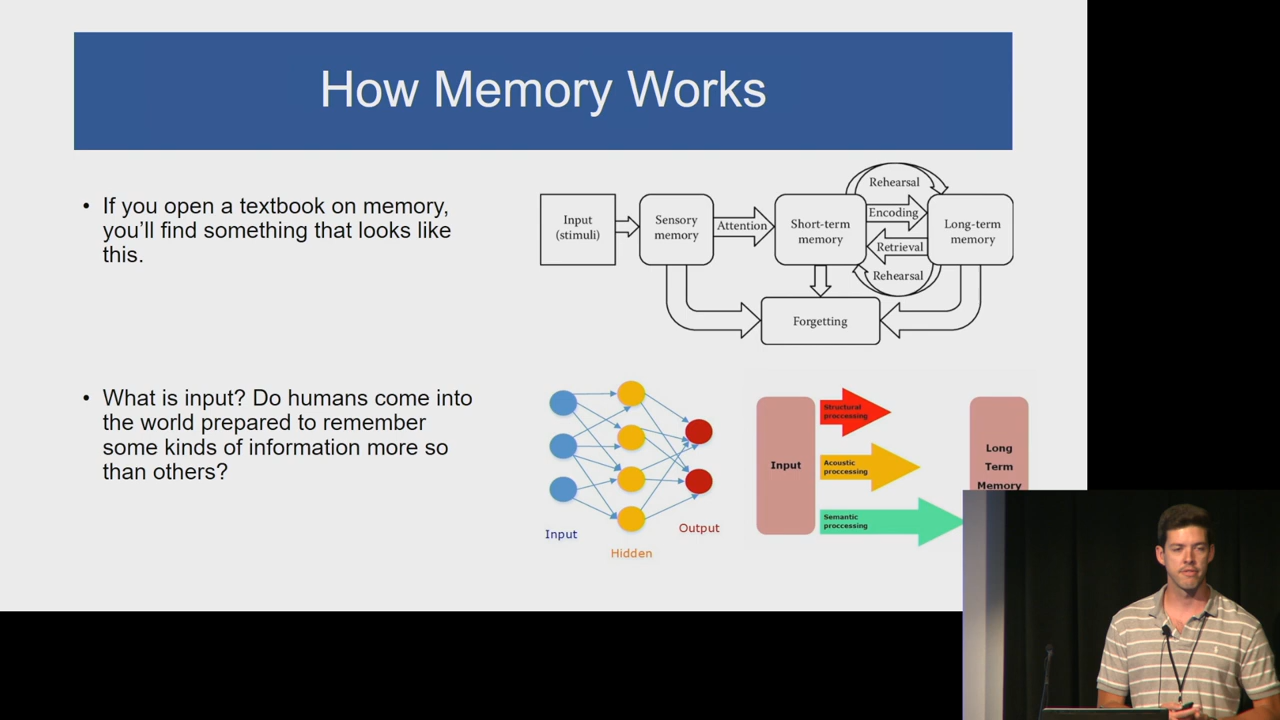 How Memory Works
• If you open a textbook on memory,
you'll find something that looks like
this.
Input
(stimuli)
Sensory
memory
Attention
Short-term
memory
Rehearsal
Encoding
Retrieval
Rehearsal
Long-term
memory
Forgetting
• What is input? Do humans come into
the world prepared to remember
some kinds of information more so
than others?
Input
Hidden
Output
Input
Structural
proccessing
Acoustic
proccessing
Semantic
proccessing
Long
Term
Memory